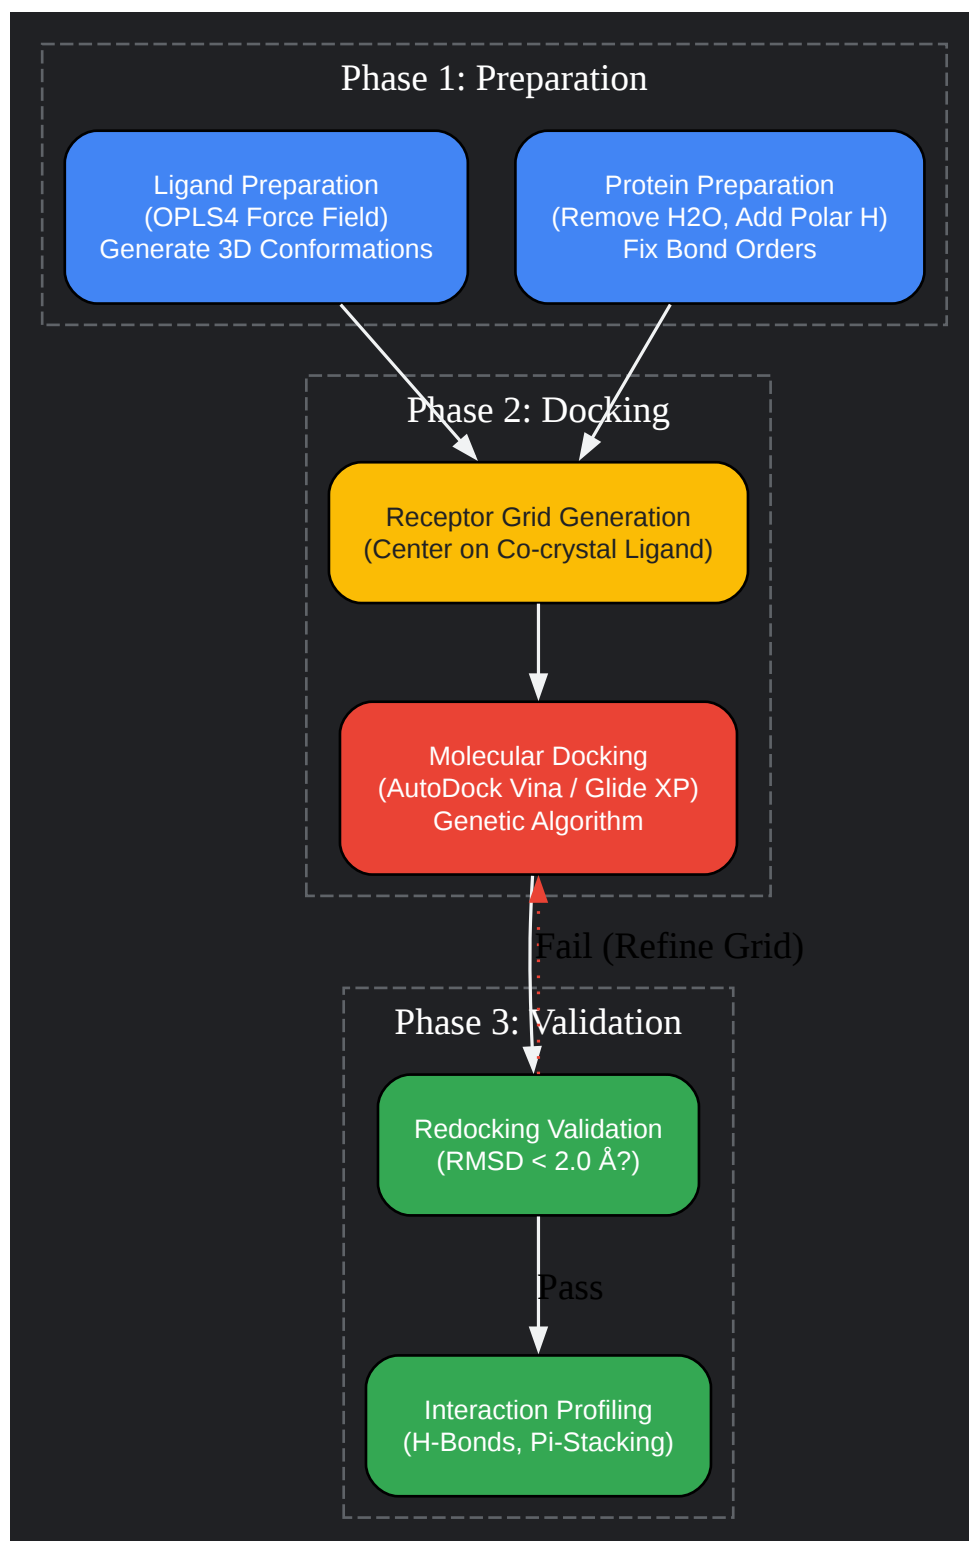 Phase 1: Preparation
Ligand Preparation
(OPLS4 Force Field)
Generate 3D Conformations
Protein Preparation
(Remove H2O, Add Polar H)
Fix Bond Orders
Phase 2: Docking
Receptor Grid Generation
(Center on Co-crystal Ligand)
Molecular Docking
(AutoDock Vina / Glide XP)
Genetic Algorithm
Fail (Refine Grid)
Phase 3: Validation
Redocking Validation
(RMSD < 2.0 Å?)
Pass
Interaction Profiling
(H-Bonds, Pi-Stacking)